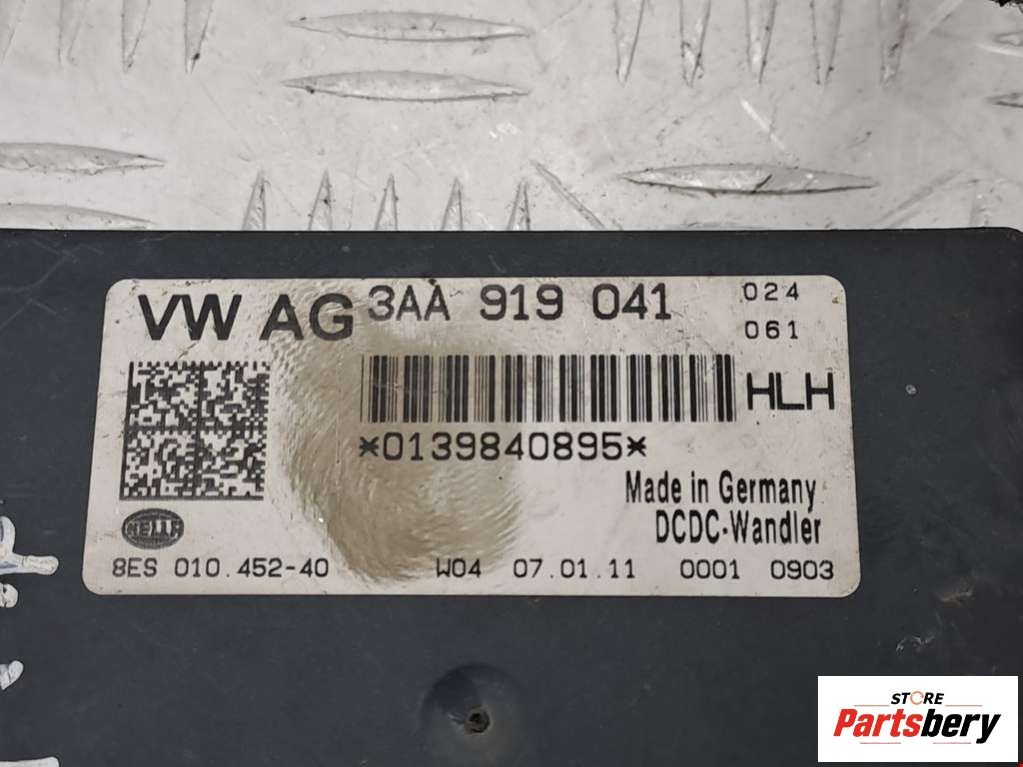 VW AG 3AA 919 041 024
061
HLH
*0139840895*
Made in Germany
DCDC-Wandler
HELLA
8ES 010.452-40 W04 07.01.11 0001 0903
STORE
Partsbery